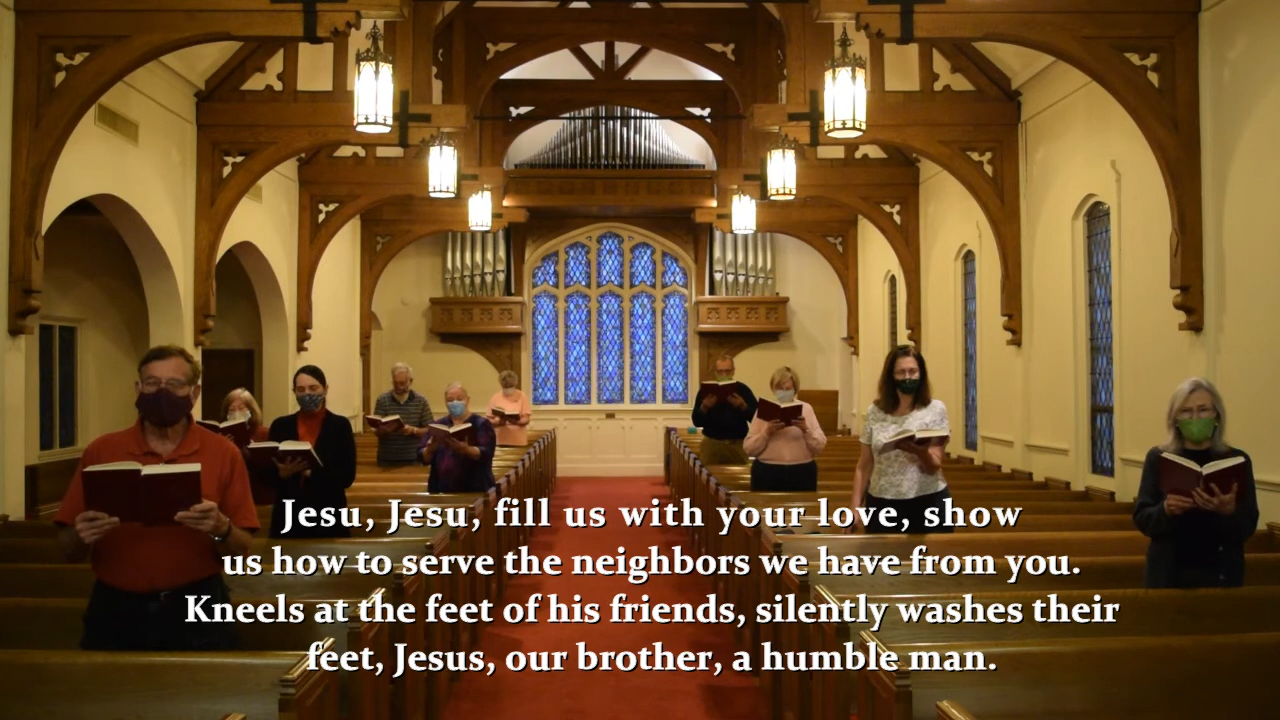 Jesu, Jesu, fill us with your love, show
us how to serve the neighbors we have from you.
Kneels at the feet of his friends, silently washes their
feet, Jesus, our brother, a humble man.